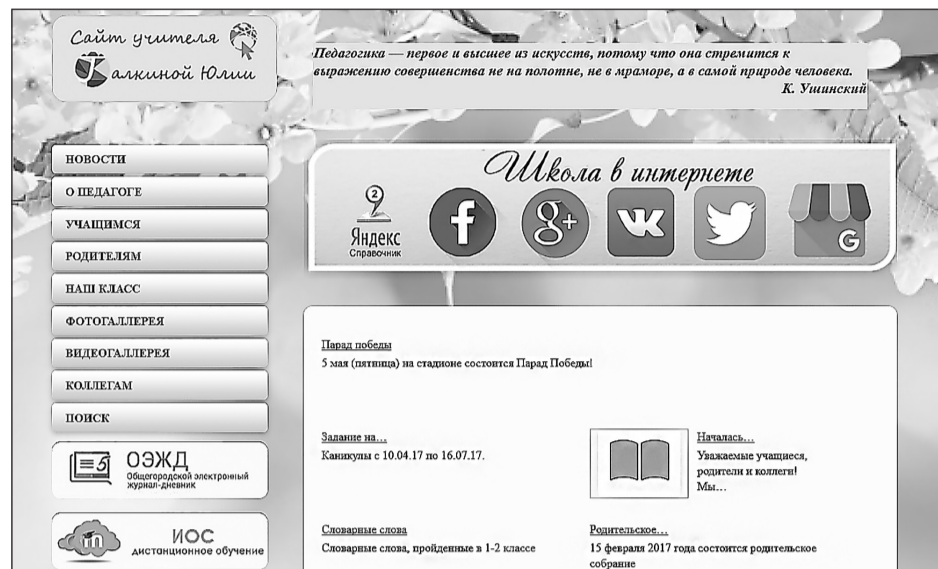 Сайт учителя
Галкиной Юлии
Педагогика — первое и высшее из искусств, потому что она стремится к
выражению совершенства не на полотне, не в мраморе, а в самой природе человека.
К. Ушинский
НОВОСТИ
О ПЕДАГОГЕ
УЧАЩИМСЯ
РОДИТЕЛЯМ
НАШ КЛАСС
ФОТОГАЛЛЕРЕЯ
ВИДЕОГАЛЛЕРЕЯ
КОЛЛЕГАМ
ПОИСК
5
ОЭЖД
Общегородской электронный
журнал-дневник
m
ИОС
дистанционное обучение
Школа в интернете
2
Яндекс
Справочник
f
g+
VK
G
Парад победы
5 мая (пятница) на стадионе состоится Парад Победы!
Задание на...
Каникулы с 10.04.17 по 16.07.17.
Началась...
Уважаемые учащиеся,
родители и коллеги!
Мы...
Словарные слова
Словарные слова, пройденные в 1-2 классе
Родительское...
15 февраля 2017 года состоится родительское
собрание